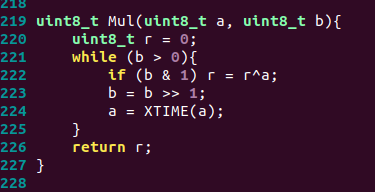 218
219 uint8_t Mul(uint8_t a, uint8_t b){
220     uint8_t r = 0;
221     while (b > 0){
222         if (b & 1) r = r^a;
223         b = b >> 1;
224         a = XTIME(a);
225     }
226     return r;
227 }
228